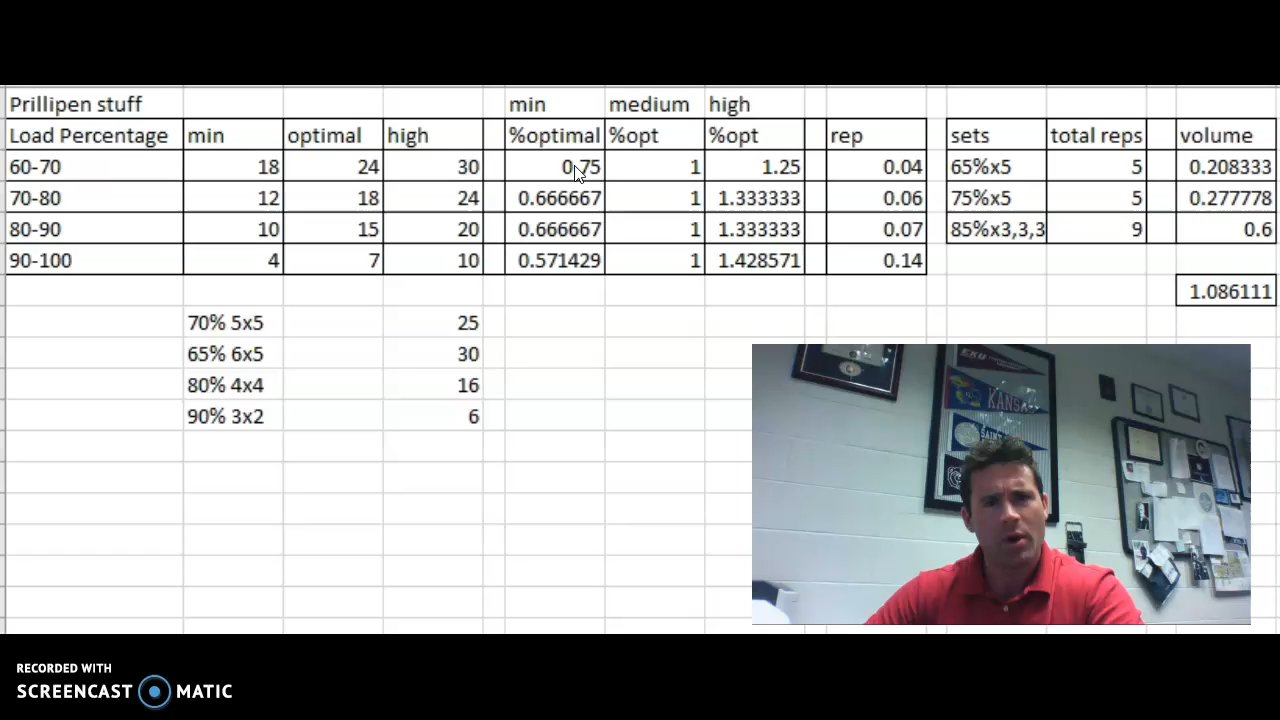 Prillipen stuff min medium high
Load Percentage min optimal high %optimal %opt %opt rep sets total reps volume
60-70 18 24 30 0.75 1 1.25 0.04 65%x5 5 0.208333
70-80 12 18 24 0.666667 1 1.333333 0.06 75%x5 5 0.277778
80-90 10 15 20 0.666667 1 1.333333 0.07 85%x3,3,3 9 0.6
90-100 4 7 10 0.571429 1 1.428571 0.14
1.086111
70% 5x5 25
65% 6x5 30
80% 4x4 16
90% 3x2 6
EKU
KANSAS
SAINT
RECORDED WITH
SCREENCAST MATIC